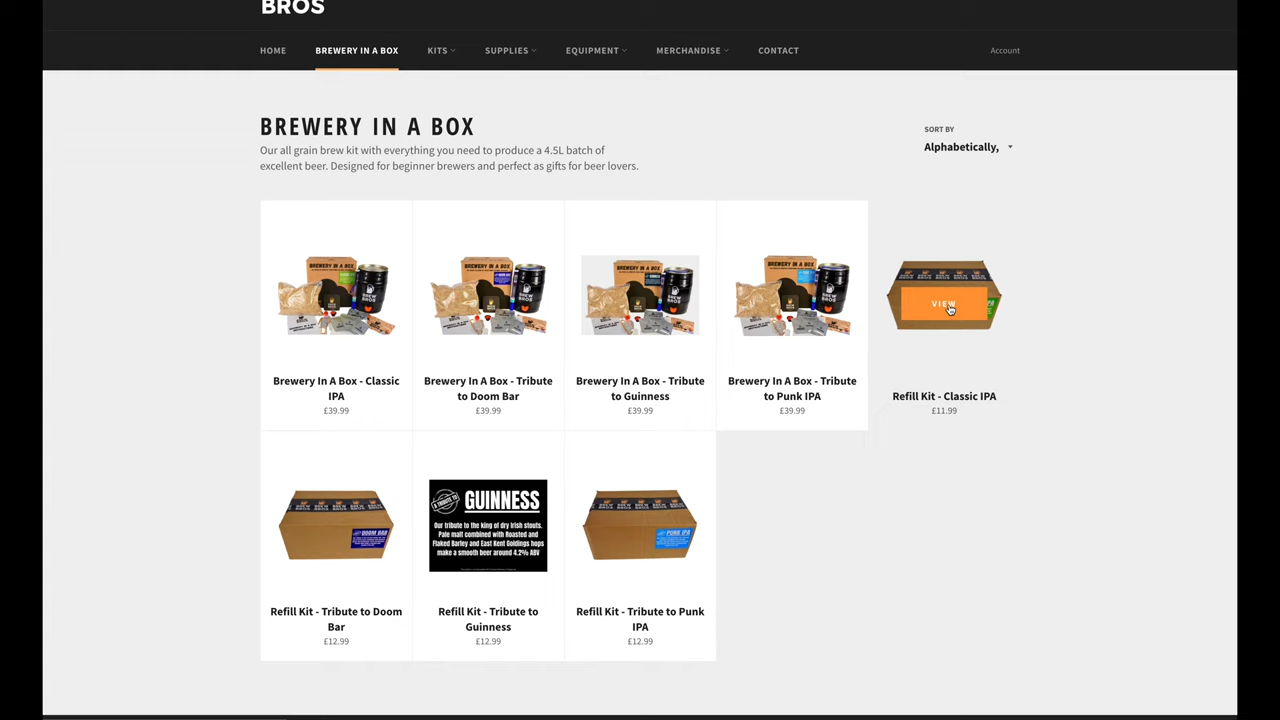 BROS
HOME
BREWERY IN A BOX
KITS
SUPPLIES
EQUIPMENT
MERCHANDISE
CONTACT
Account
BREWERY IN A BOX
Our all grain brew kit with everything you need to produce a 4.5L batch of
excellent beer. Designed for beginner brewers and perfect as gifts for beer lovers.
SORT BY
Alphabetically,
VIEW
Brewery In A Box - Classic
IPA
£39.99
Brewery In A Box - Tribute
to Doom Bar
£39.99
Brewery In A Box - Tribute
to Guinness
£39.99
Brewery In A Box - Tribute
to Punk IPA
£39.99
Refill Kit - Classic IPA
£11.99
DOOM BAR
A TRIBUTE TO
GUINNESS
Our tribute to the king of dry Irish stouts.
Pale malt combined with Roasted and
Flaked Barley and East Kent Goldings hops
make a smooth beer around 4.2% ABV
PUNK IPA
Refill Kit - Tribute to Doom
Bar
£12.99
Refill Kit - Tribute to
Guinness
£12.99
Refill Kit - Tribute to Punk
IPA
£12.99